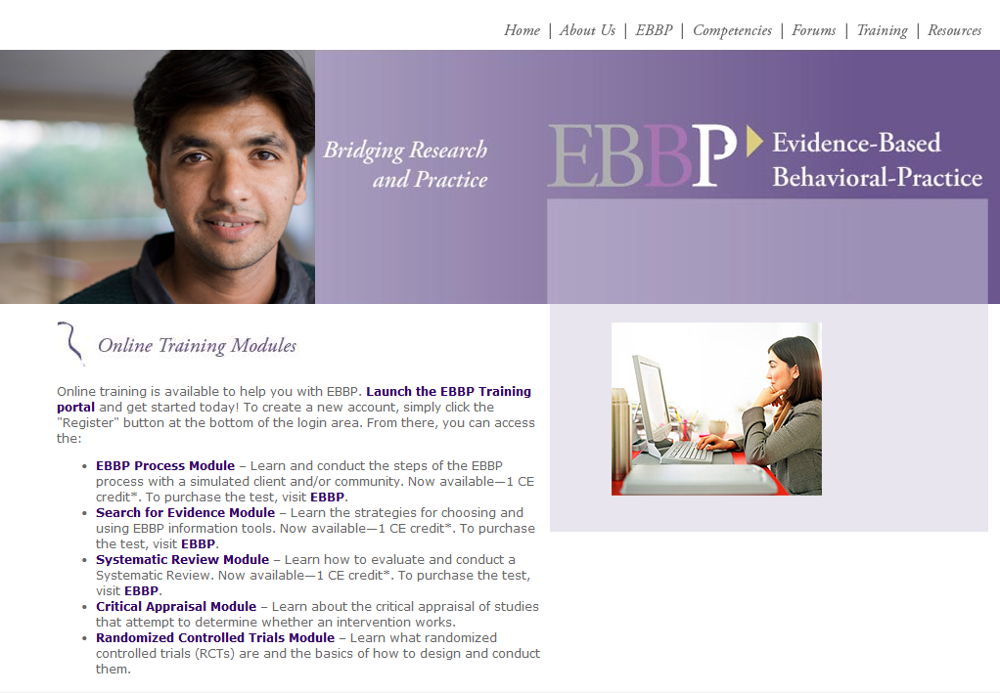 Home | About Us | EBBP | Competencies | Forums | Training | Resources
Bridging Research
and Practice
EBBP
Evidence-Based
Behavioral-Practice
Online Training Modules
Online training is available to help you with EBBP. Launch the EBBP Training
portal and get started today! To create a new account, simply click the
"Register" button at the bottom of the login area. From there, you can access
the:
• EBBP Process Module – Learn and conduct the steps of the EBBP
process with a simulated client and/or community. Now available—1 CE
credit*. To purchase the test, visit EBBP.
• Search for Evidence Module – Learn the strategies for choosing and
using EBBP information tools. Now available—1 CE credit*. To purchase
the test, visit EBBP.
• Systematic Review Module – Learn how to evaluate and conduct a
Systematic Review. Now available—1 CE credit*. To purchase the test,
visit EBBP.
• Critical Appraisal Module – Learn about the critical appraisal of studies
that attempt to determine whether an intervention works.
• Randomized Controlled Trials Module – Learn what randomized
controlled trials (RCTs) are and the basics of how to design and conduct
them.